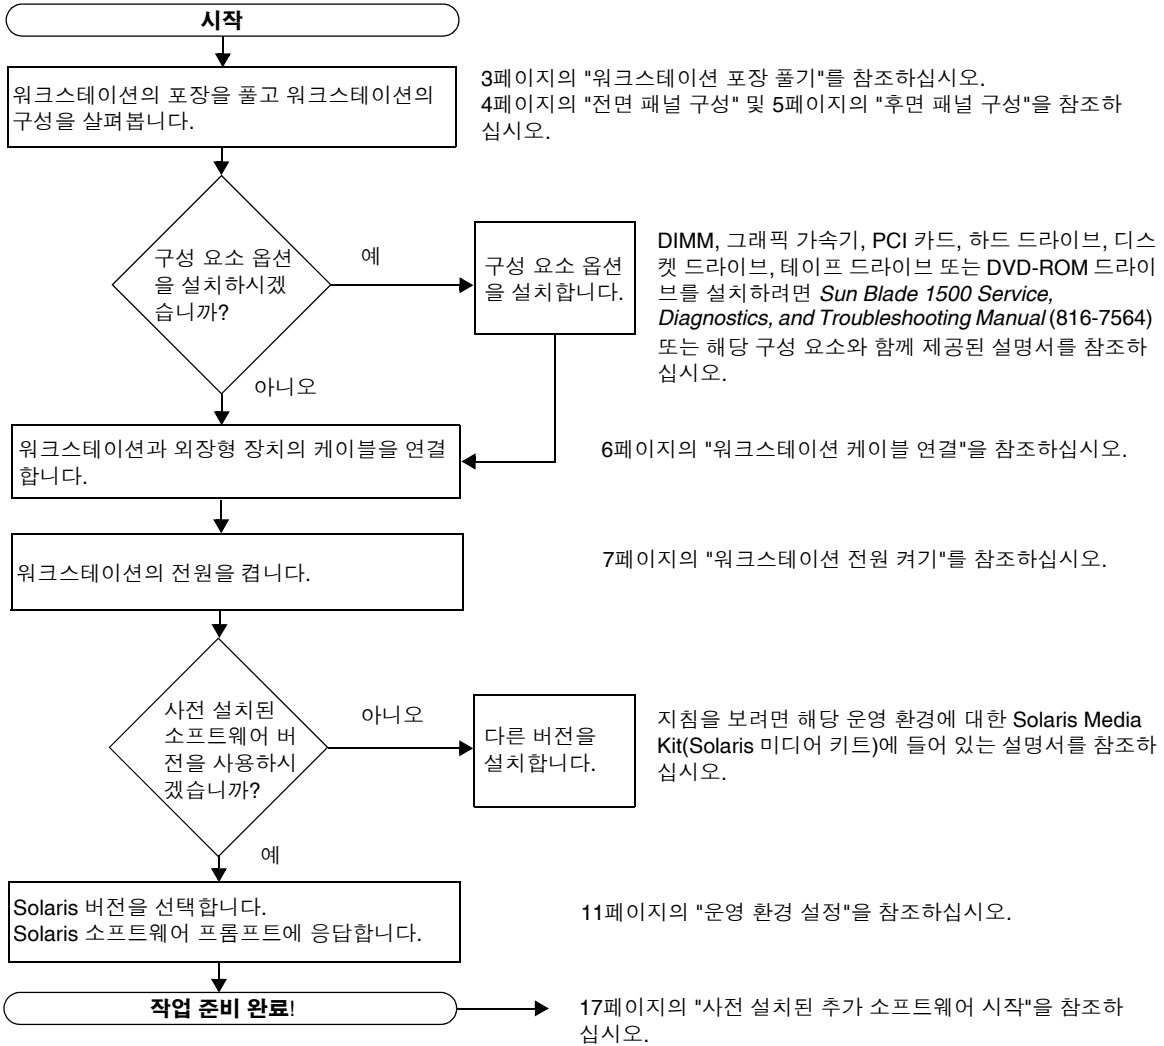 시작
워크스테이션의 포장을 풀고 워크스테이션의
구성을 살펴봅니다.
3페이지의 "워크스테이션 포장 풀기"를 참조하십시오.
4페이지의 "전면 패널 구성" 및 5페이지의 "후면 패널 구성"을 참조하
십시오.
구성 요소 옵션
을 설치하시겠
습니까?
예
구성 요소 옵션
을 설치합니다.
DIMM, 그래픽 가속기, PCI 카드, 하드 드라이브, 디스
켓 드라이브, 테이프 드라이브 또는 DVD-ROM 드라이
브를 설치하려면 Sun Blade 1500 Service,
Diagnostics, and Troubleshooting Manual (816-7564)
또는 해당 구성 요소와 함께 제공된 설명서를 참조하
십시오.
아니오
워크스테이션과 외장형 장치의 케이블을 연결
합니다.
6페이지의 "워크스테이션 케이블 연결"을 참조하십시오.
워크스테이션의 전원을 켭니다.
7페이지의 "워크스테이션 전원 켜기"를 참조하십시오.
사전 설치된
소프트웨어 버
전을 사용하시
겠습니까?
아니오
다른 버전을
설치합니다.
지침을 보려면 해당 운영 환경에 대한 Solaris Media
Kit(Solaris 미디어 키트)에 들어 있는 설명서를 참조하
십시오.
예
Solaris 버전을 선택합니다.
Solaris 소프트웨어 프롬프트에 응답합니다.
11페이지의 "운영 환경 설정"을 참조하십시오.
작업 준비 완료!
17페이지의 "사전 설치된 추가 소프트웨어 시작"을 참조하
십시오.